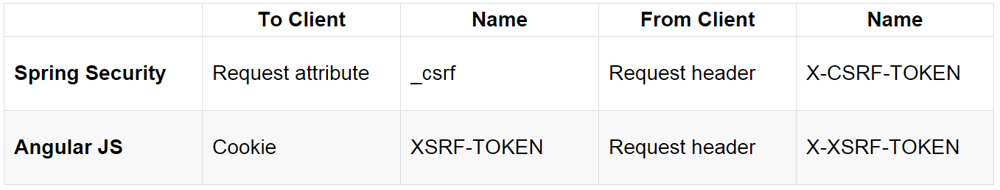 To Client Name From Client Name
Spring Security Request attribute _csrf Request header X-CSRF-TOKEN
Angular JS Cookie XSRF-TOKEN Request header X-XSRF-TOKEN